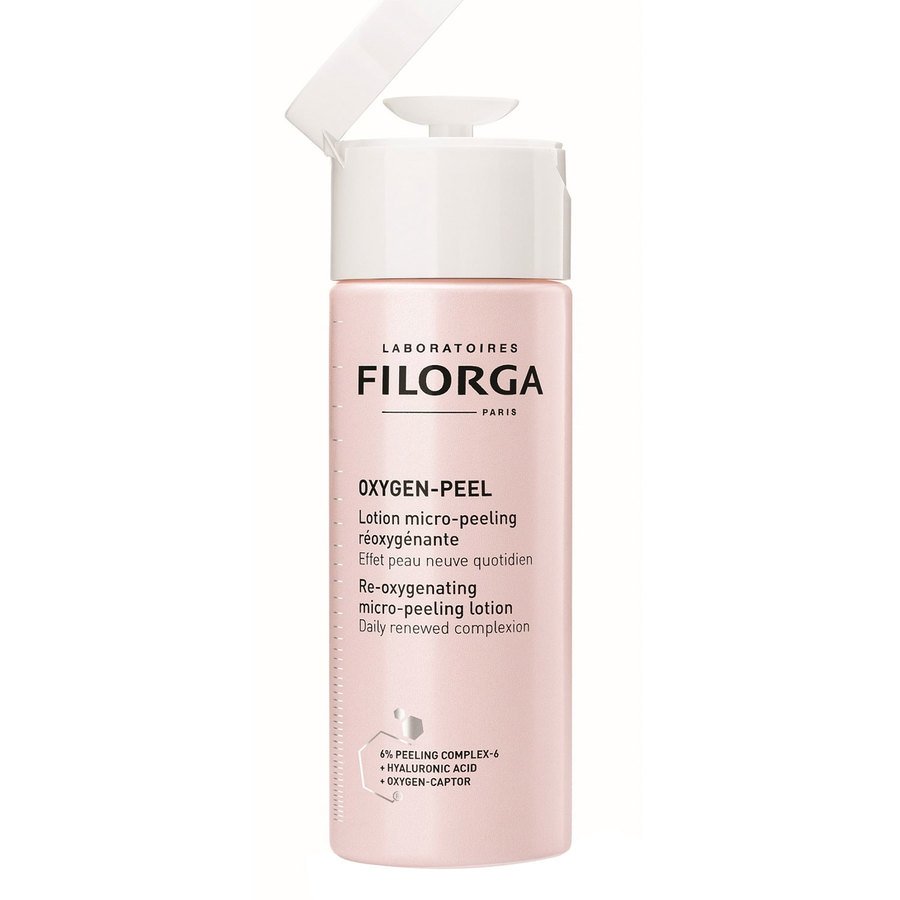 LABORATOIRES
FILORGA
PARIS
OXYGEN-PEEL
Lotion micro-peeling
réoxygénante
Effet peau neuve quotidien
Re-oxygenating
micro-peeling lotion
Daily renewed complexion
6% PEELING COMPLEX-6
+ HYALURONIC ACID
+ OXYGEN-CAPTOR